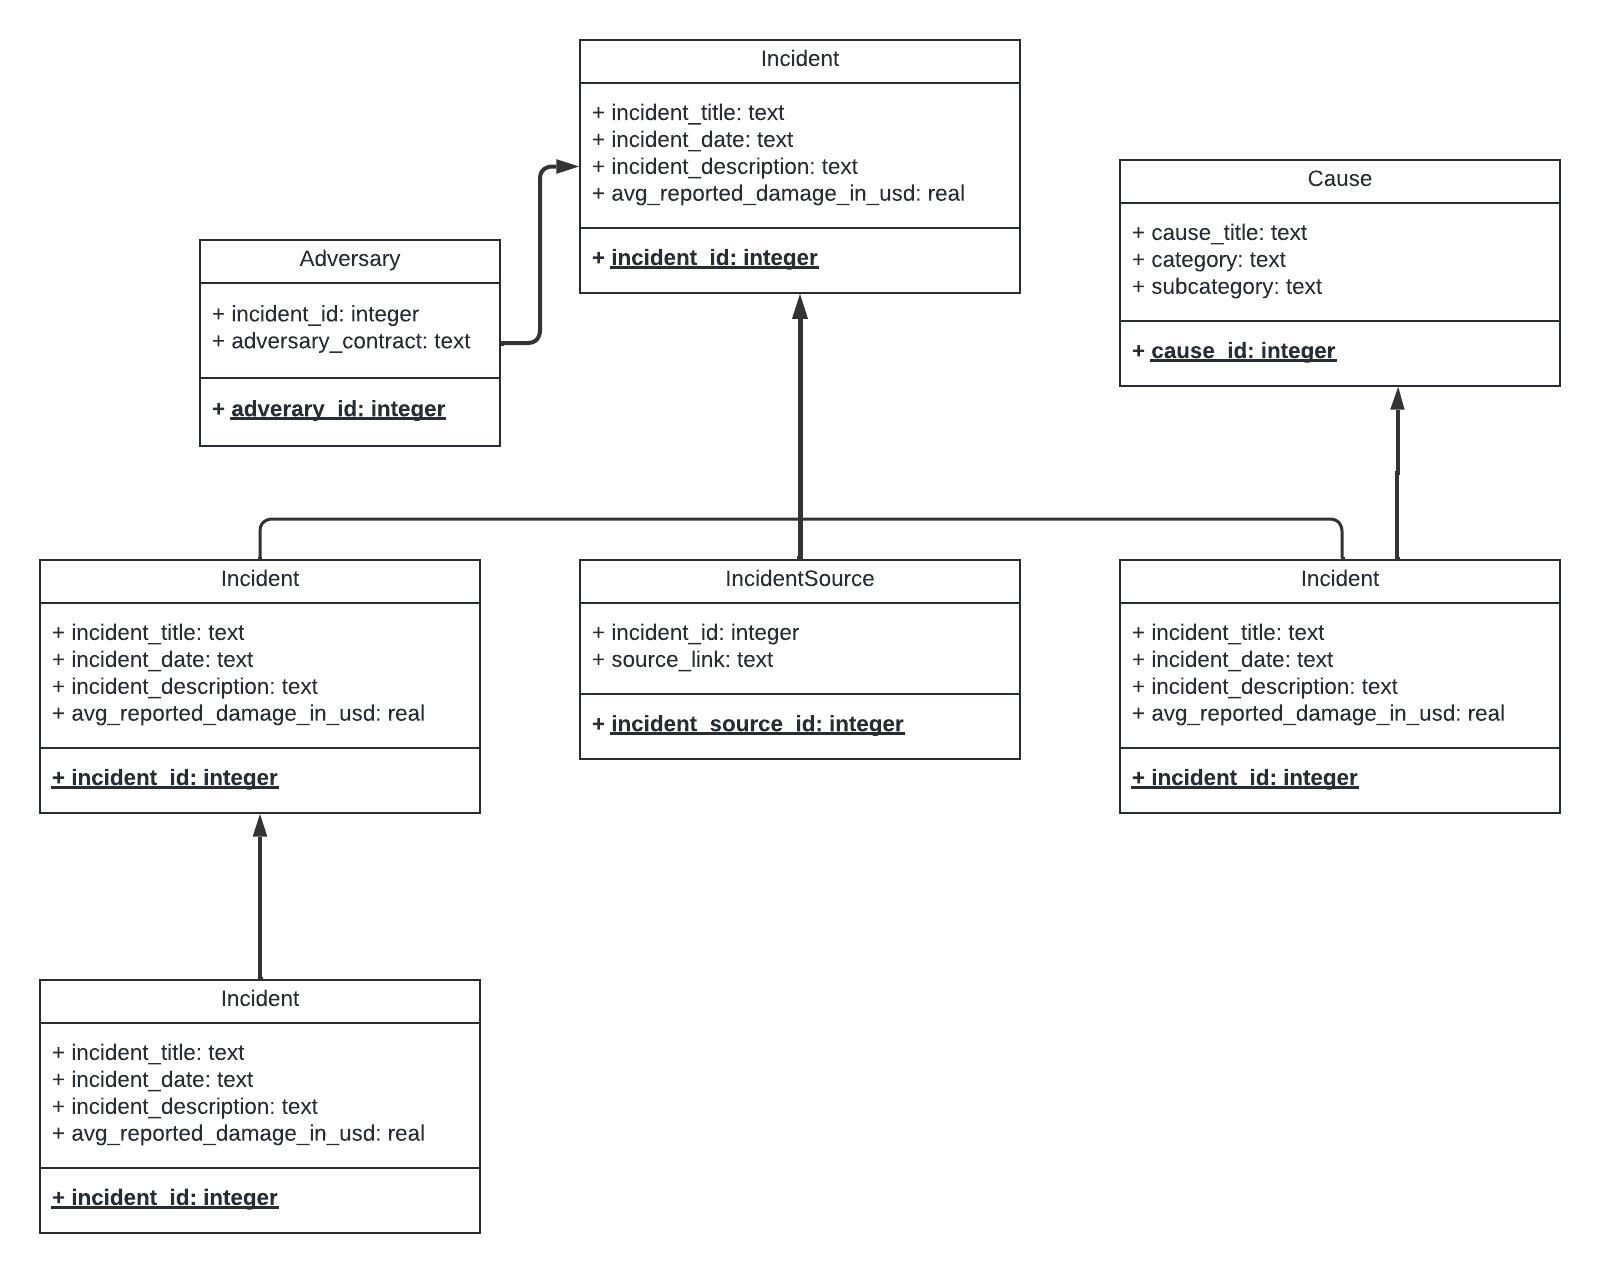 Incident
+ incident_title: text
+ incident_date: text
+ incident_description: text
+ avg_reported_damage_in_usd: real
+ incident_id: integer
Cause
+ cause_title: text
+ category: text
+ subcategory: text
+ cause_id: integer
Adversary
+ incident_id: integer
+ adversary_contract: text
+ adverary_id: integer
Incident
+ incident_title: text
+ incident_date: text
+ incident_description: text
+ avg_reported_damage_in_usd: real
+ incident_id: integer
IncidentSource
+ incident_id: integer
+ source_link: text
+ incident_source_id: integer
Incident
+ incident_title: text
+ incident_date: text
+ incident_description: text
+ avg_reported_damage_in_usd: real
+ incident_id: integer
Incident
+ incident_title: text
+ incident_date: text
+ incident_description: text
+ avg_reported_damage_in_usd: real
+ incident_id: integer